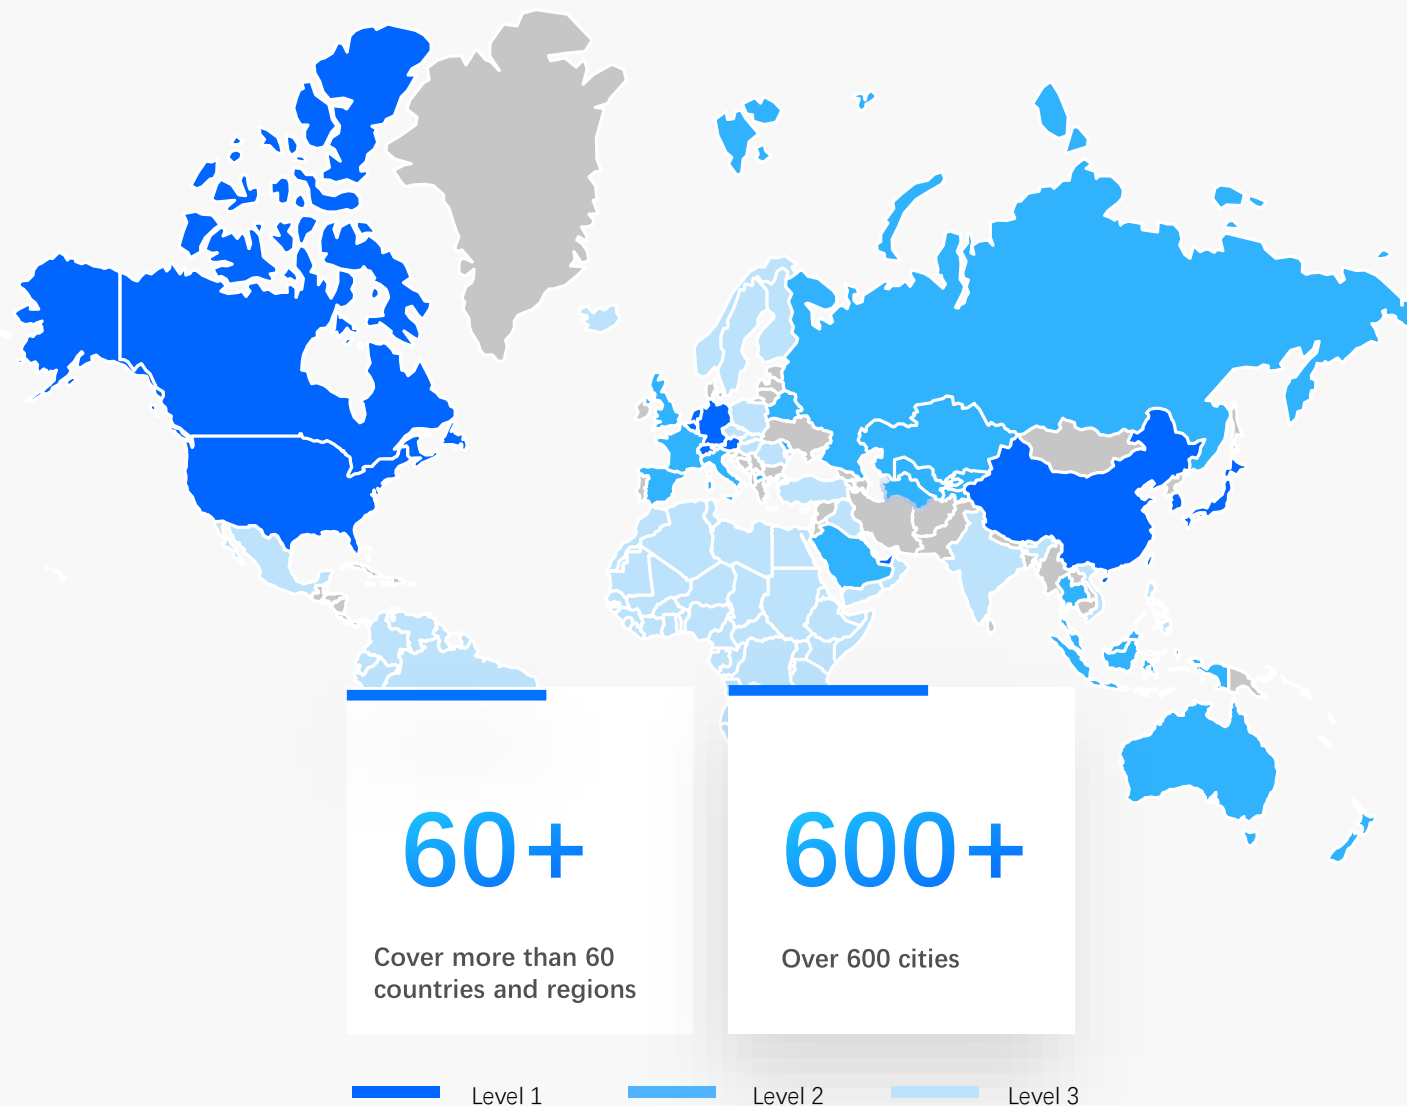 60+
Cover more than 60
countries and regions
600+
Over 600 cities
Level 1
Level 2
Level 3